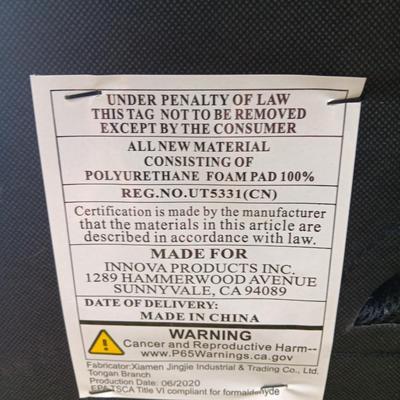 UNDER PENALTY OF LAW
THIS TAG NOT TO BE REMOVED
EXCEPT BY THE CONSUMER
ALL NEW MATERIAL
CONSISTING OF
POLYURETHANE FOAM PAD 100%
REG.NO.UT5331(CN)
Certification is made by the manufacturer
that the materials in this article are
described in accordance with law.
MADE FOR
INNOVA PRODUCTS INC.
1289 HAMMERWOOD AVENUE
SUNNYVALE, CA 94089
DATE OF DELIVERY:
MADE IN CHINA
WARNING
Cancer and Reproductive Harm--
www.P65Warnings.ca.gov
Fabricator:Xiamen Jingjie Industrial & Trading Co., Ltd.
Tongan Branch
Production Date: 06/2020
EPA TSCA Title VI compliant for formaldehyde